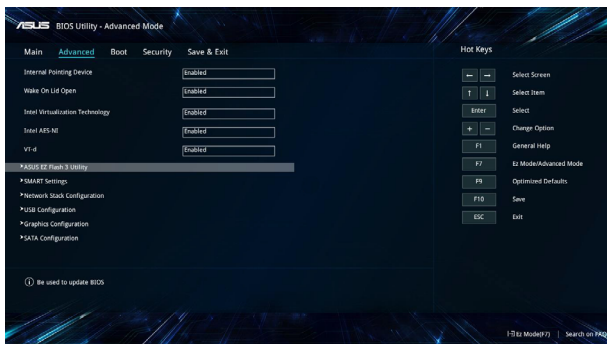 ASUS BIOS Utility - Advanced Mode
Main Advanced Boot Security Save & Exit
Internal Pointing Device Enabled
Wake On Lid Open Enabled
Intel Virtualization Technology Enabled
Intel AES-NI Enabled
VT-d Enabled
ASUS EZ Flash 3 Utility
SMART Settings
Network Stack Configuration
USB Configuration
Graphics Configuration
SATA Configuration
Be used to update BIOS
Hot Keys
← → Select Screen
↑ ↓ Select Item
Enter Select
+ − Change Option
F1 General Help
F7 Ez Mode/Advanced Mode
F9 Optimized Defaults
F10 Save
ESC Exit
Ez Mode(F7) | Search on FAQ